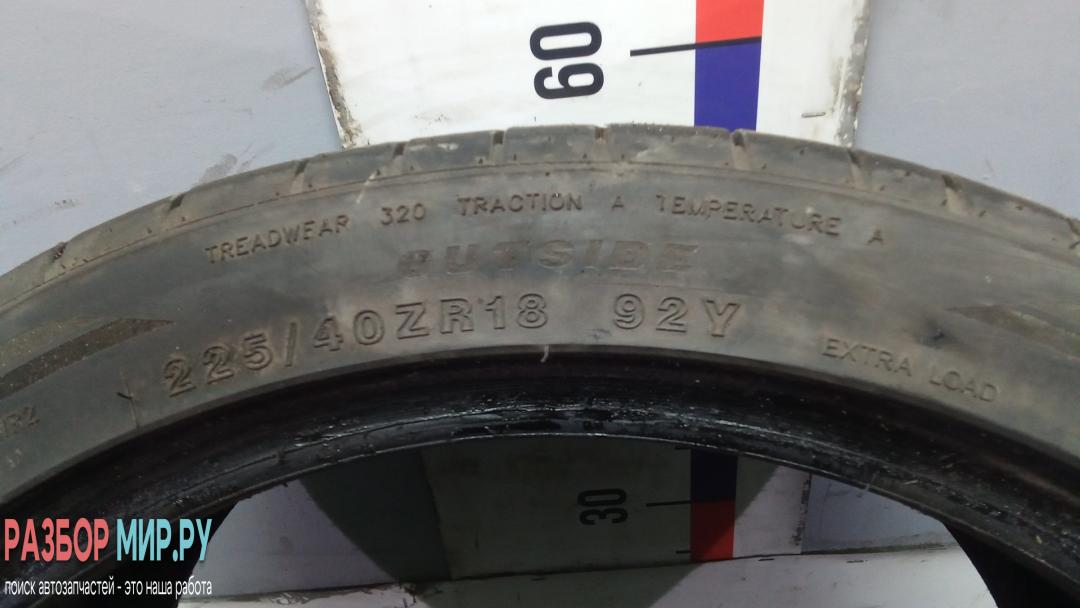 60
TREADWEAR 320 TRACTION A TEMPERATURE A
OUTSIDE
225/40ZR18 92Y
EXTRA LOAD
30
РАЗБОР МИР.РУ
поиск автозапчастей - это наша работа